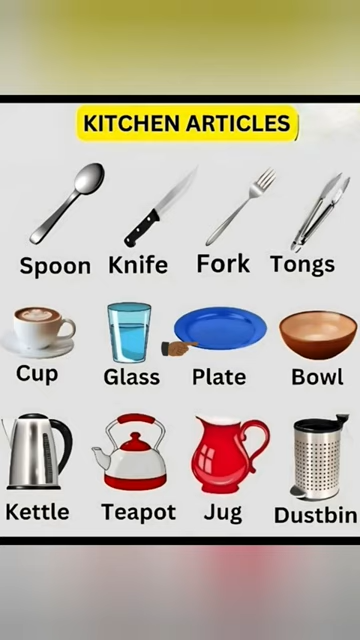 KITCHEN ARTICLES
Spoon Knife Fork Tongs
Cup Glass Plate Bowl
Kettle Teapot Jug Dustbin